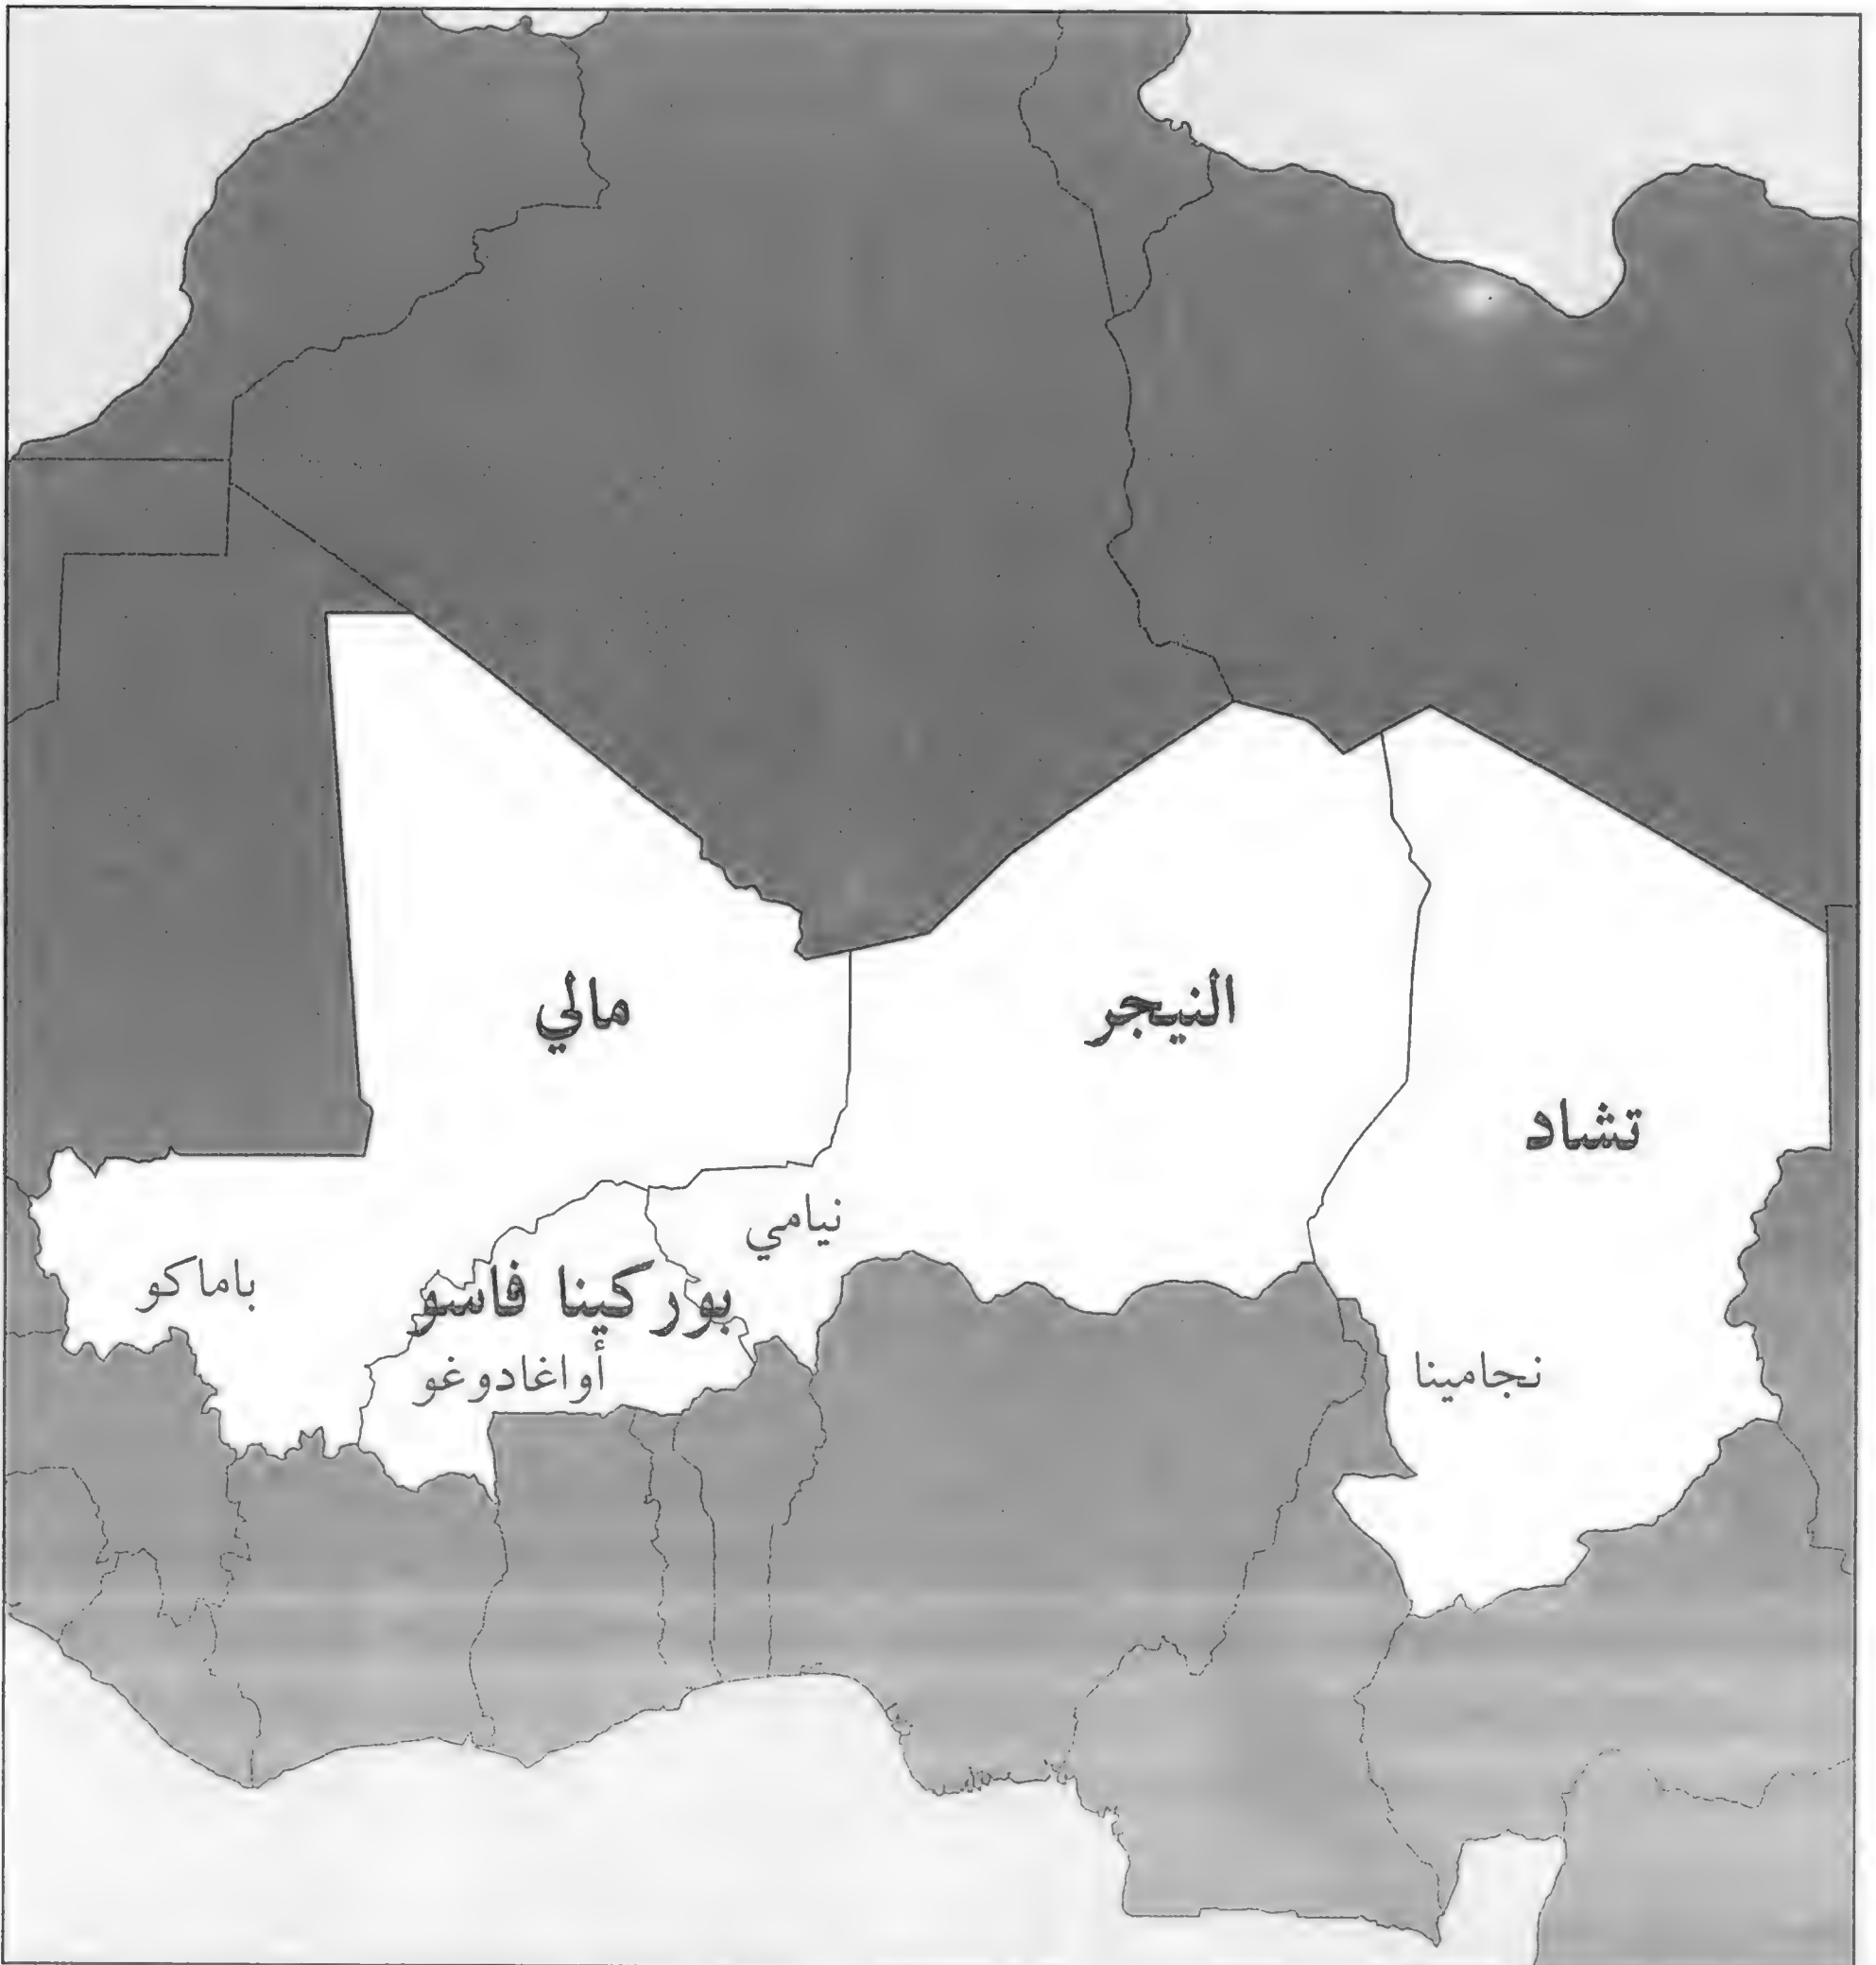 مالي
النيجر
تشاد
نيامي
باماكو
بوركينا فاسو
أواغادوغو
نجامينا